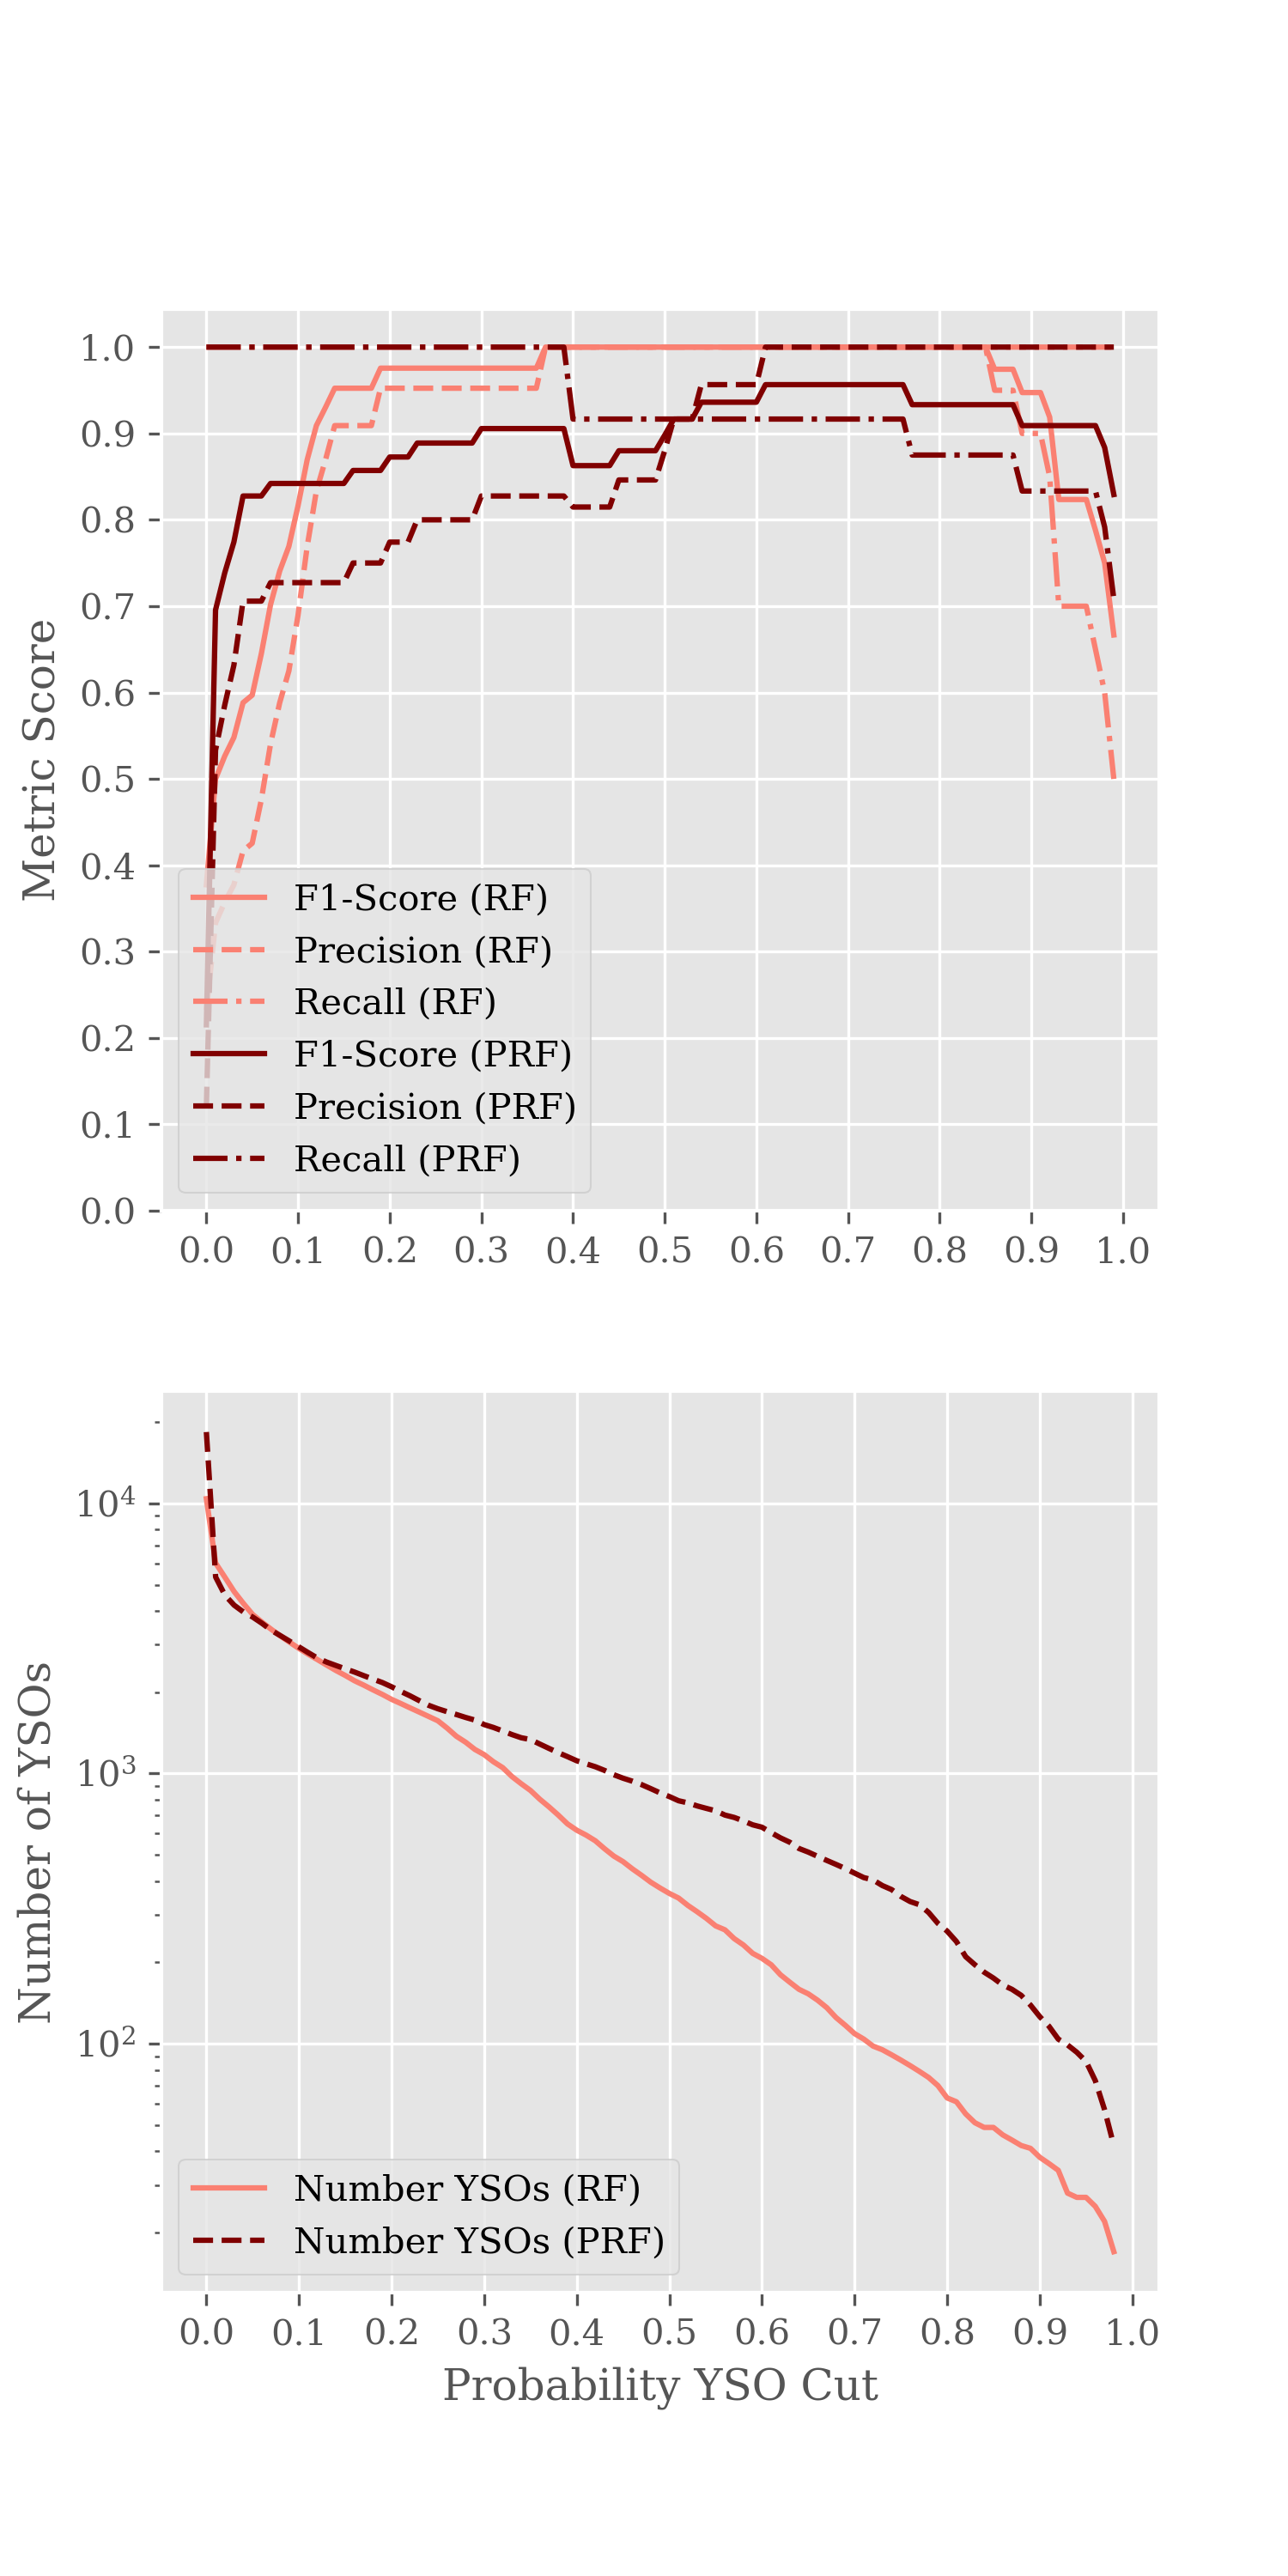 1.0
0.9
0.8
0.7
0.6
0.5
0.4
0.3
0.2
0.1
0.0
Metric Score
F1-Score (RF)
Precision (RF)
Recall (RF)
F1-Score (PRF)
Precision (PRF)
Recall (PRF)
0.0 0.1 0.2 0.3 0.4 0.5 0.6 0.7 0.8 0.9 1.0
10⁴
10³
10²
Number of YSOs
Number YSOs (RF)
Number YSOs (PRF)
0.0 0.1 0.2 0.3 0.4 0.5 0.6 0.7 0.8 0.9 1.0
Probability YSO Cut